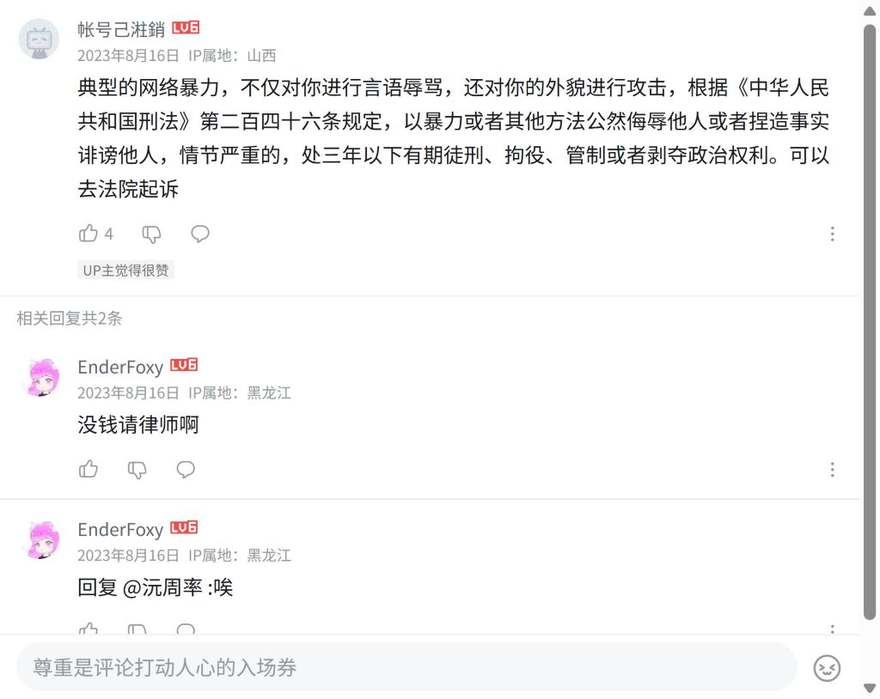 帐号己泩銷 LV6
2023年8月16日 IP属地：山西
典型的网络暴力，不仅对你进行言语辱骂，还对你的外貌进行攻击，根据《中华人民
共和国刑法》第二百四十六条规定，以暴力或者其他方法公然侮辱他人或者捏造事实
诽谤他人，情节严重的，处三年以下有期徒刑、拘役、管制或者剥夺政治权利。可以
去法院起诉
4
UP主觉得很赞
相关回复共2条
EnderFoxy LV6
2023年8月16日 IP属地：黑龙江
没钱请律师啊
EnderFoxy LV6
2023年8月16日 IP属地：黑龙江
回复 @沅周率 :唉
尊重是评论打动人心的入场券